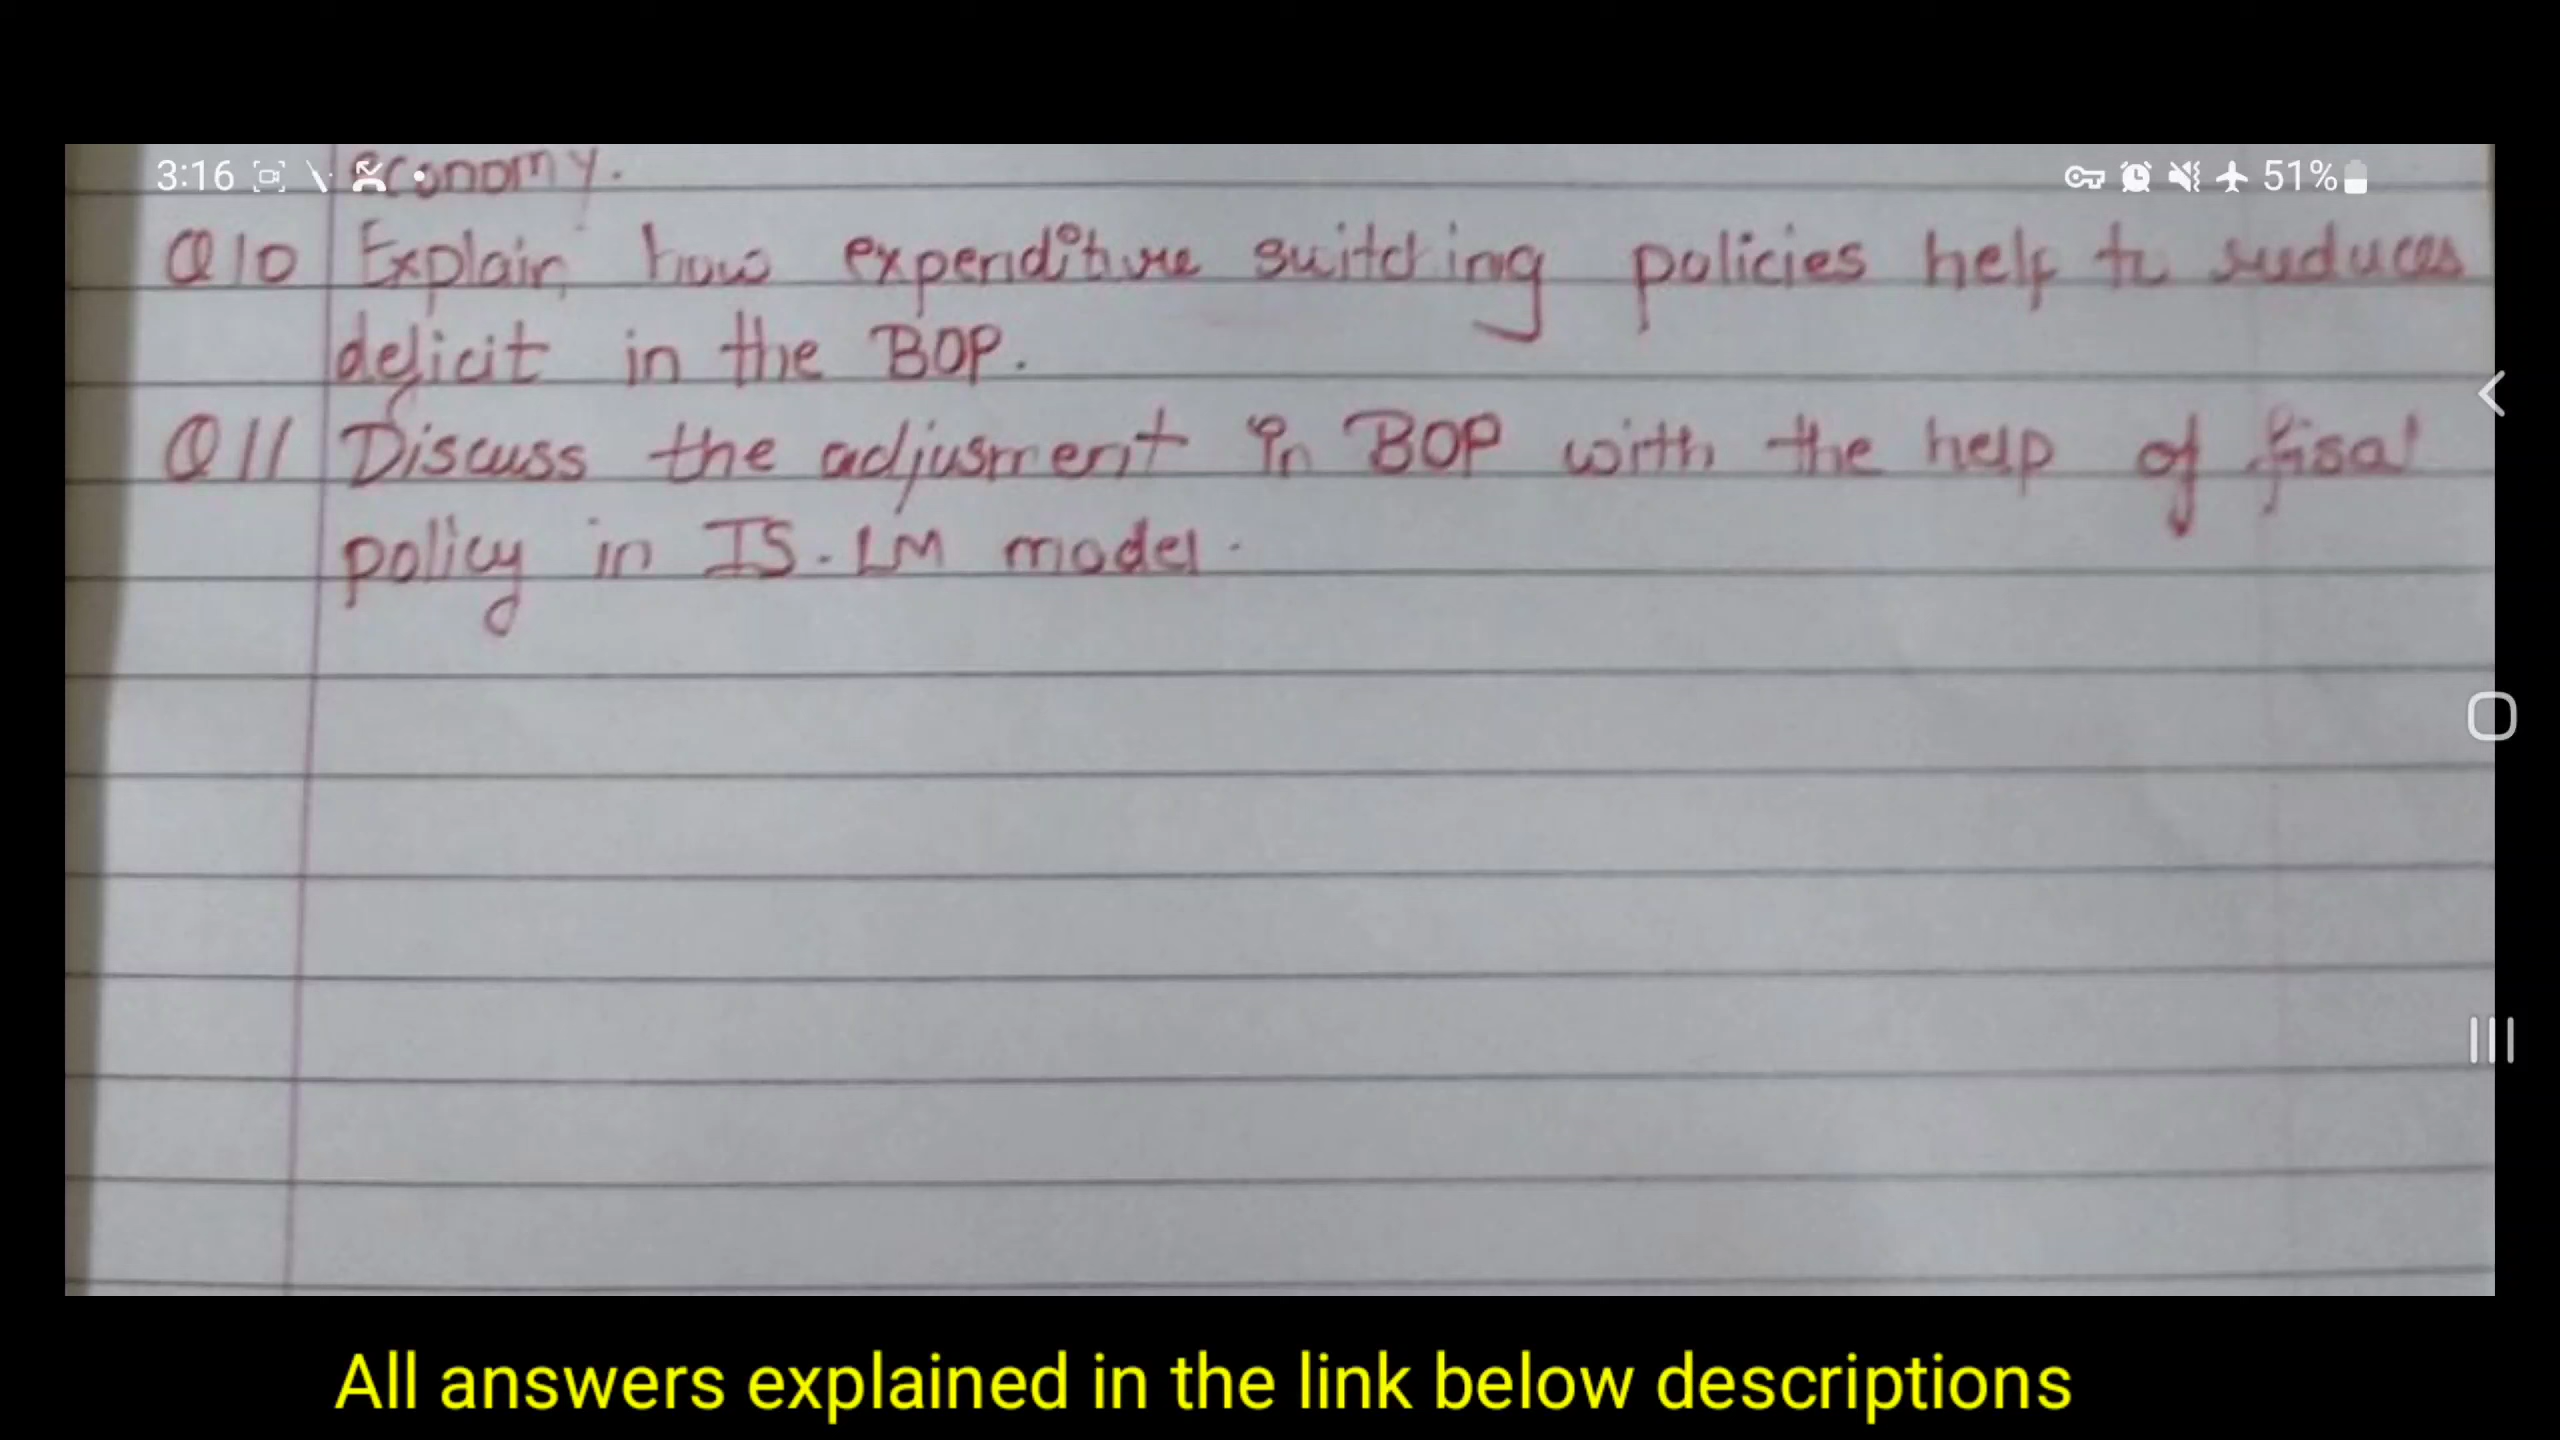 3:16 51%
economy.
Q10 Explain how expenditure switching policies help to reduces
deficit in the BOP.
Q11 Discuss the adjusment in BOP with the help of fisal
policy in IS-LM model.
All answers explained in the link below descriptions